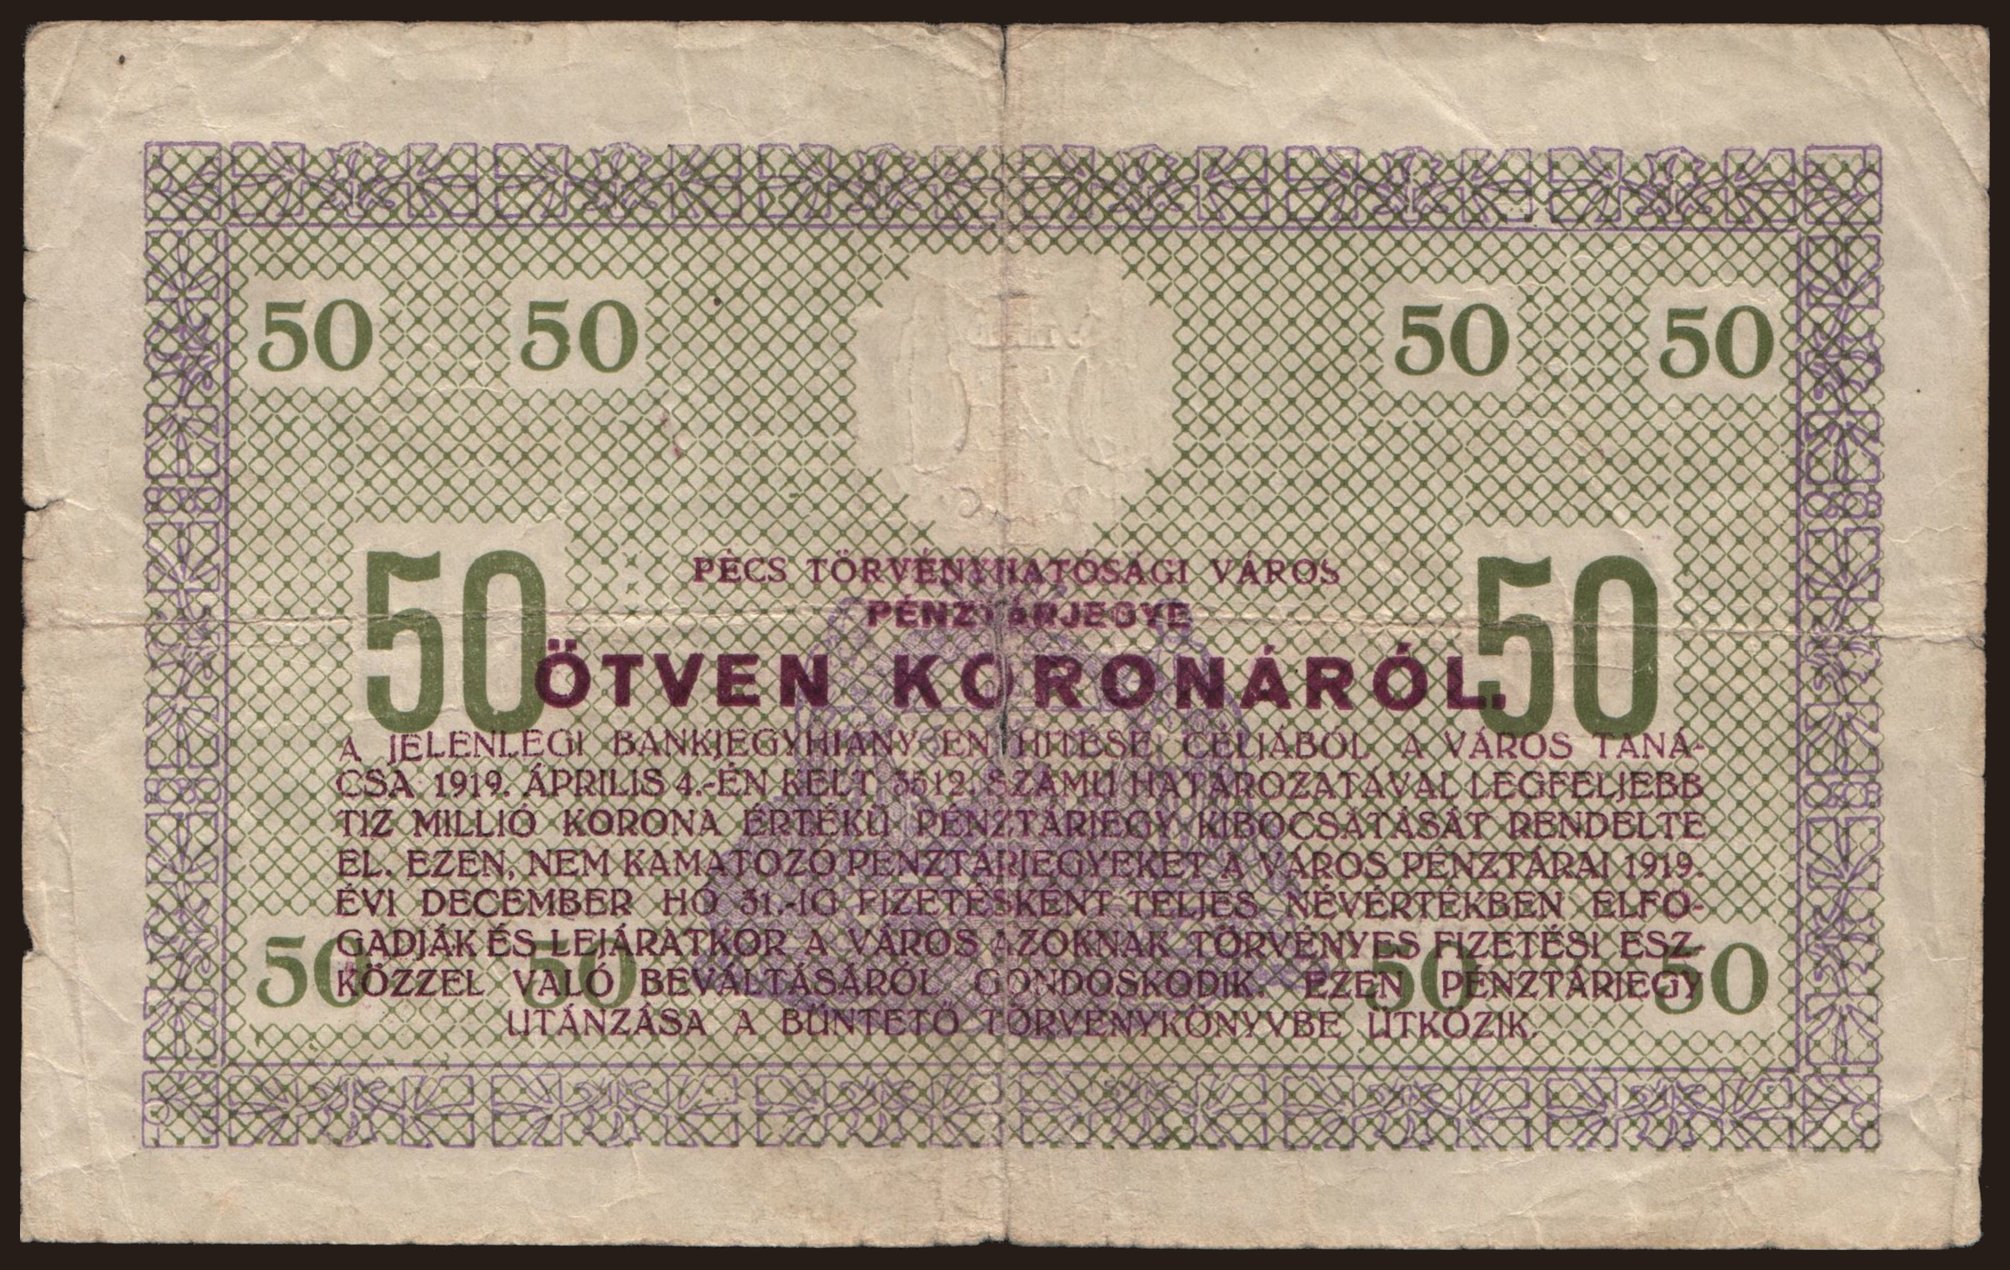 50 50 50 50
50 50
PÉCS TÖRVÉNYHATÓSÁGI VÁROS
PÉNZTÁRJEGYE
ÖTVEN KORONÁRÓL.
A JELENLEGI BANKJEGYHIÁNY ENYHITÉSE CÉLJÁBÓL A VÁROS TANÁ-
CSA 1919. ÁPRILIS 4.-ÉN KELT 3512. SZÁMU HATÁROZATÁVAL LEGFELJEBB
TIZ MILLIÓ KORONA ÉRTÉKÜ PÉNZTÁRJEGY KIBOCSÁTÁSÁT RENDELTE
EL. EZEN, NEM KAMATOZÓ PÉNZTÁRJEGYEKET A VÁROS PÉNZTÁRAI 1919.
ÉVI DECEMBER HÓ 31.-IG FIZETÉSKÉNT TELJES NÉVÉRTÉKBEN ELFO-
GADJÁK ÉS LEJÁRATKOR A VÁROS AZOKNAK TÖRVÉNYES FIZETÉSI ESZ-
KÖZZEL VALÓ BEVÁLTÁSÁRÓL GONDOSKODIK. EZEN PÉNZTÁRJEGY
UTÁNZÁSA A BÜNTETŐ TÖRVÉNYKÖNYVBE ÜTKÖZIK.
50 50 50 50